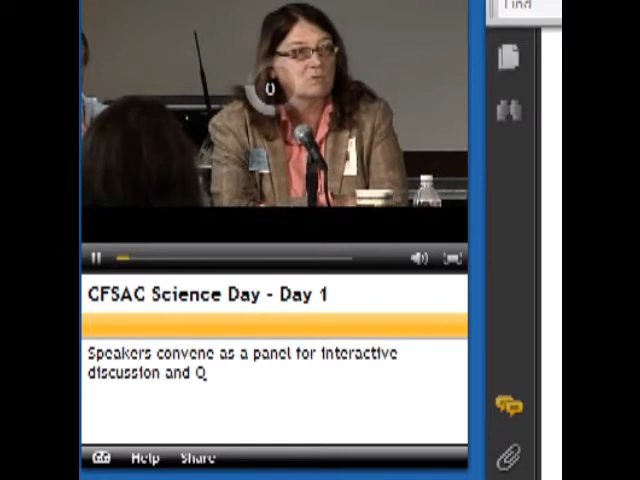 Find
CFSAC Science Day - Day 1
Speakers convene as a panel for interactive
discussion and Q
Help Share